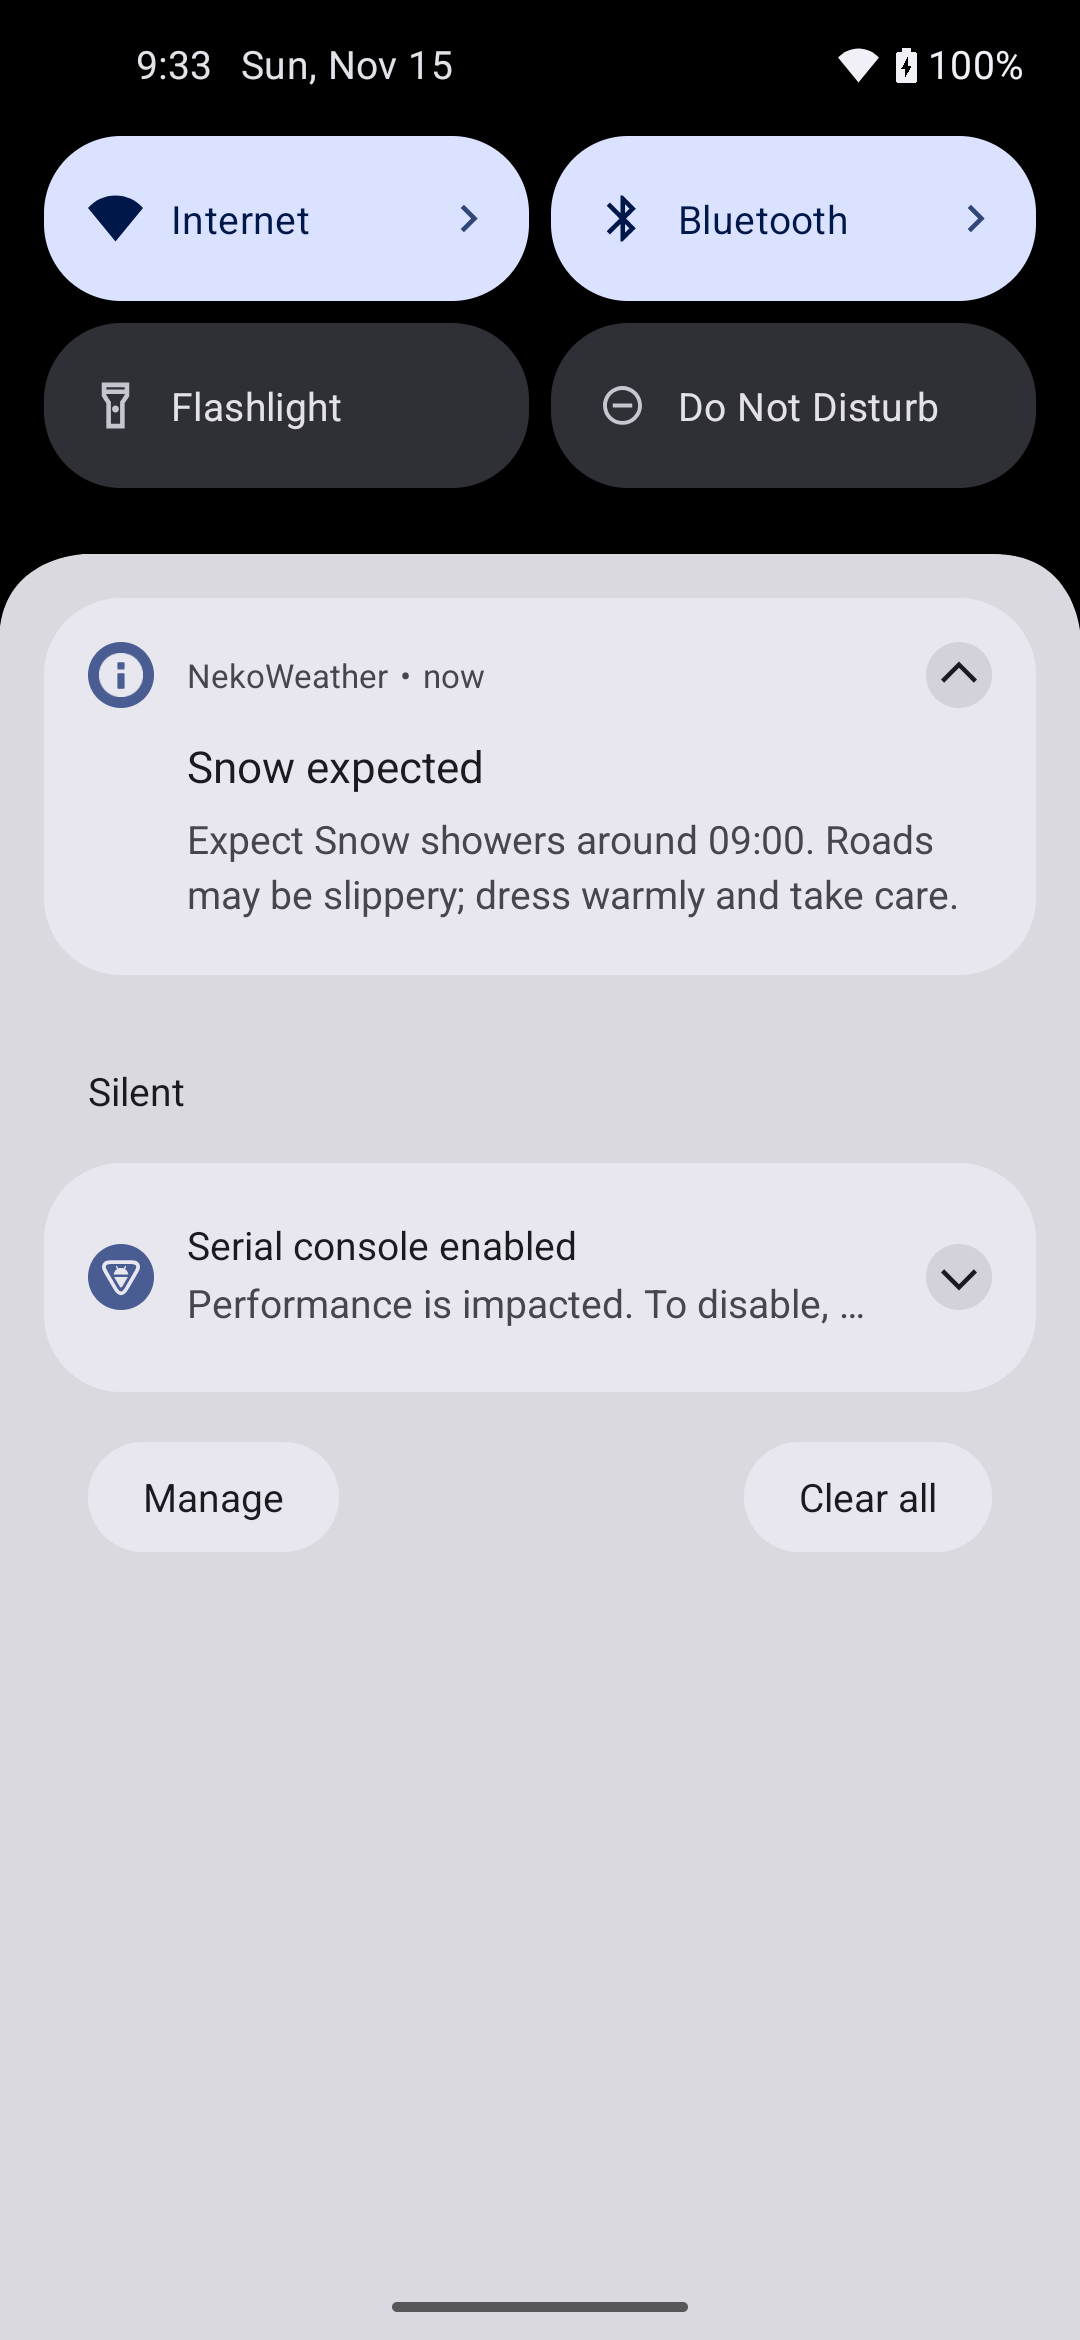 9:33 Sun, Nov 15 100%
Internet
Bluetooth
Flashlight
Do Not Disturb
NekoWeather • now
Snow expected
Expect Snow showers around 09:00. Roads
may be slippery; dress warmly and take care.
Silent
Serial console enabled
Performance is impacted. To disable, …
Manage
Clear all